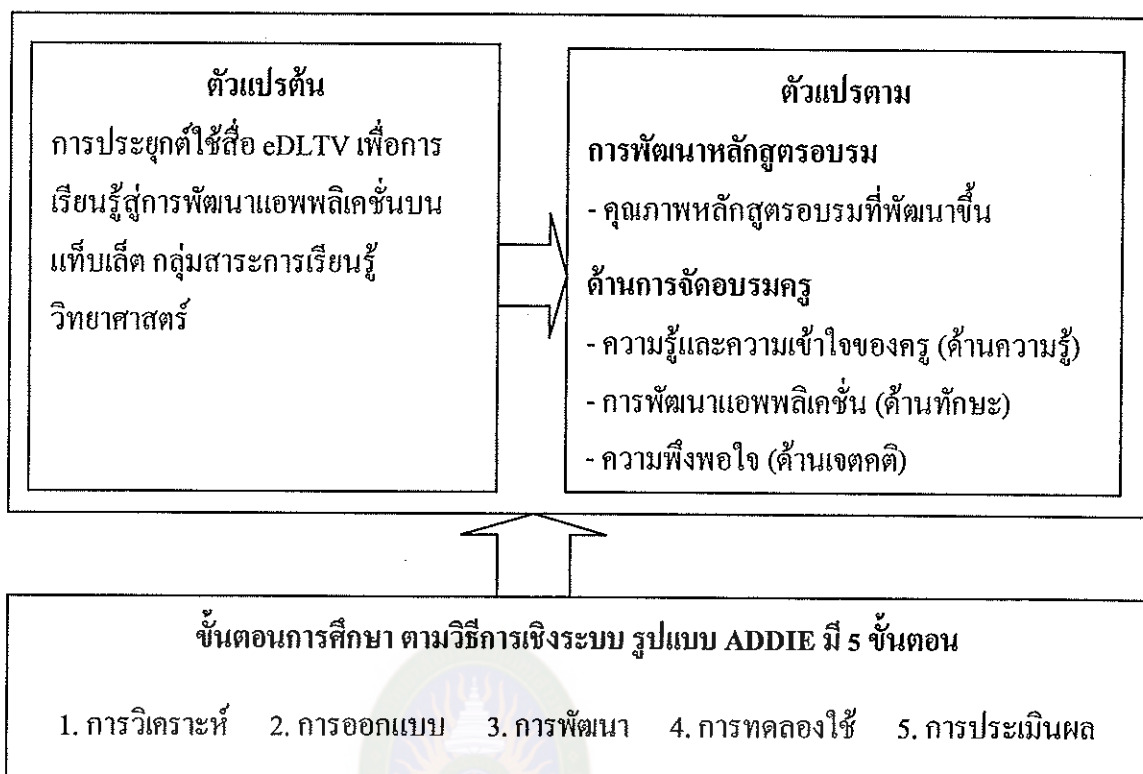 ตัวแปรต้น
การประยุกต์ใช้สื่อ eDLTV เพื่อการ
เรียนรู้สู่การพัฒนาแอพพลิเคชั่นบน
แท็บเล็ต กลุ่มสาระการเรียนรู้
วิทยาศาสตร์
ตัวแปรตาม
การพัฒนาหลักสูตรอบรม
- คุณภาพหลักสูตรอบรมที่พัฒนาขึ้น
ด้านการจัดอบรมครู
- ความรู้และความเข้าใจของครู (ด้านความรู้)
- การพัฒนาแอพพลิเคชั่น (ด้านทักษะ)
- ความพึงพอใจ (ด้านเจตคติ)
ขั้นตอนการศึกษา ตามวิธีการเชิงระบบ รูปแบบ ADDIE มี 5 ขั้นตอน
1. การวิเคราะห์ 2. การออกแบบ 3. การพัฒนา 4. การทดลองใช้ 5. การประเมินผล